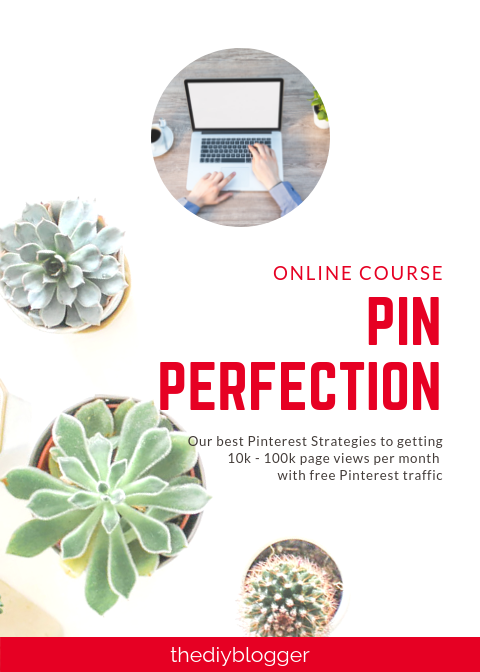 ONLINE COURSE
PIN
PERFECTION
Our best Pinterest Strategies to getting
10k - 100k page views per month
with free Pinterest traffic
thediyblogger